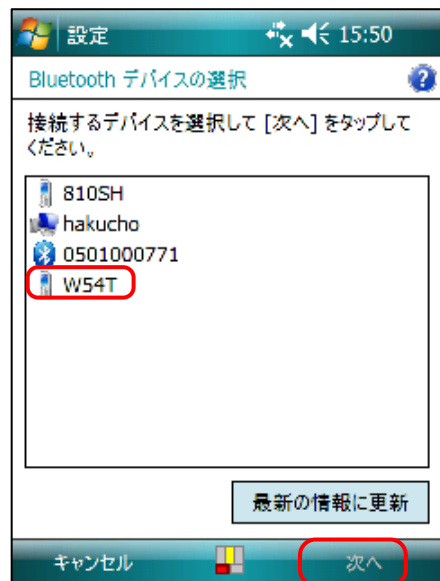 設定 15:50
Bluetooth デバイスの選択
接続するデバイスを選択して [次へ] をタップして
ください。
810SH
hakucho
0501000771
W54T
最新の情報に更新
キャンセル 次へ